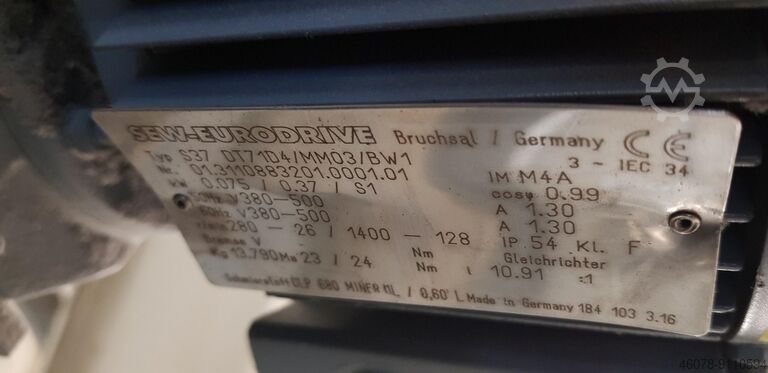 SEW-EURODRIVE Bruchsal / Germany CE
Typ S37 DT71D4/MM03/BW1 3 ~ IEC 34
Nr. 01.3110883201.0001.01 IM M4A
kW 0.075 / 0.37 / S1 cosφ 0.99
50Hz V380-500 A 1.30
60Hz V380-500 A 1.30
r/min 280 - 26 / 1400 - 128 IP 54 Kl. F
Bremse V Nm Gleichrichter
Kg 13.790 Ma 23 / 24 Nm i 10.91 :1
Schmierstoff CLP 680 MINER.ÖL / 0,60 L Made in Germany 184 103 3.16
46078-9110594